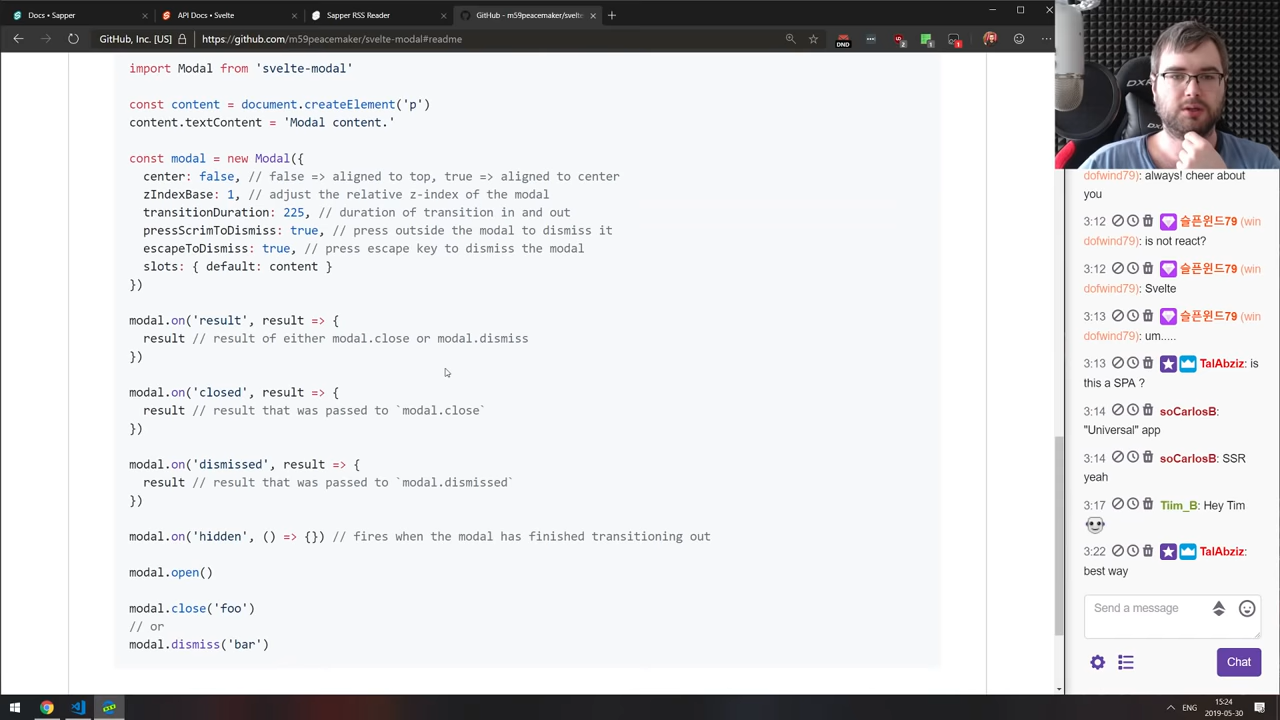 Docs • Sapper
API Docs • Svelte
Sapper RSS Reader
GitHub - m59peacemaker/svelte
GitHub, Inc. [US]
https://github.com/m59peacemaker/svelte-modal#readme
DND
2
1
1
import Modal from 'svelte-modal'
const content = document.createElement('p')
content.textContent = 'Modal content.'
const modal = new Modal({
center: false, // false => aligned to top, true => aligned to center
zIndexBase: 1, // adjust the relative z-index of the modal
transitionDuration: 225, // duration of transition in and out
pressScrimToDismiss: true, // press outside the modal to dismiss it
escapeToDismiss: true, // press escape key to dismiss the modal
slots: { default: content }
})
modal.on('result', result => {
result // result of either modal.close or modal.dismiss
})
modal.on('closed', result => {
result // result that was passed to `modal.close`
})
modal.on('dismissed', result => {
result // result that was passed to `modal.dismissed`
})
modal.on('hidden', () => {}) // fires when the modal has finished transitioning out
modal.open()
modal.close('foo')
// or
modal.dismiss('bar')
DXR
dofwind79): always! cheer about
you
3:12 슬픈윈드79 (win
dofwind79): is not react?
3:12 슬픈윈드79 (win
dofwind79): Svelte
3:13 슬픈윈드79 (win
dofwind79): um.....
3:13 TalAbziz: is
this a SPA ?
3:14 soCarlosB:
"Universal" app
3:14 soCarlosB: SSR
yeah
3:17 Tiim_B: Hey Tim
3:22 TalAbziz:
best way
Send a message
Chat
ENG
15:24
2019-05-30